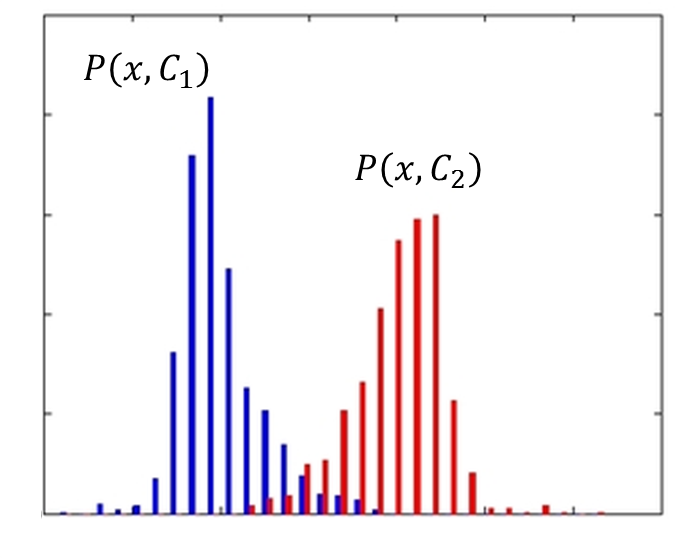 P(x, C₁)
P(x, C₂)